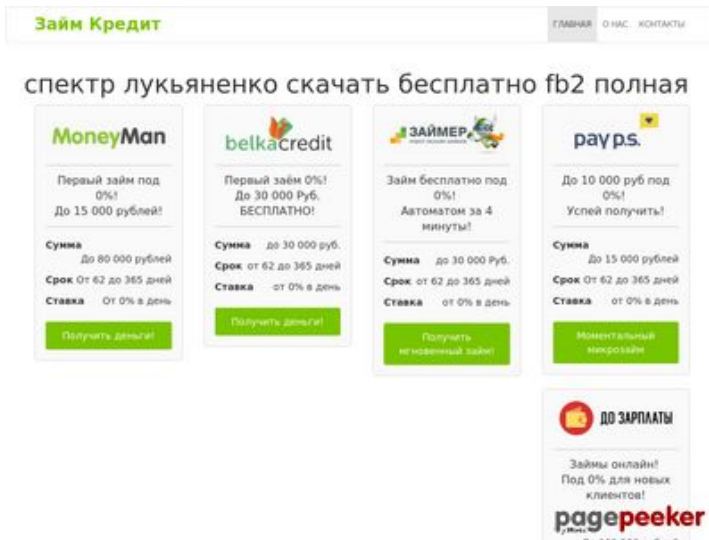 Займ Кредит
ГЛАВНАЯ О НАС КОНТАКТЫ
спектр лукьяненко скачать бесплатно fb2 полная
MoneyMan
Первый займ под
0%!
До 15 000 рублей!
Сумма
До 80 000 рублей
Срок От 62 до 365 дней
Ставка От 0% в день
Получить деньги!
belkacredit
Первый заём 0%!
До 30 000 Руб.
БЕСПЛАТНО!
Сумма до 30 000 руб.
Срок от 62 до 365 дней
Ставка от 0% в день
Получить деньги!
ЗАЙМЕР
Займ бесплатно под
0%!
Автоматом за 4
минуты!
Сумма до 30 000 Руб.
Срок от 62 до 365 дней
Ставка от 0% в день
Получить
мгновенный займ!
pay p.s.
До 10 000 руб под
0%!
Успей получить!
Сумма
До 15 000 рублей
Срок От 62 до 365 дней
Ставка От 0% в день
Моментальный
микрозайм
ДО ЗАРПЛАТЫ
Займы онлайн!
Под 0% для новых
клиентов!
pagepeeker